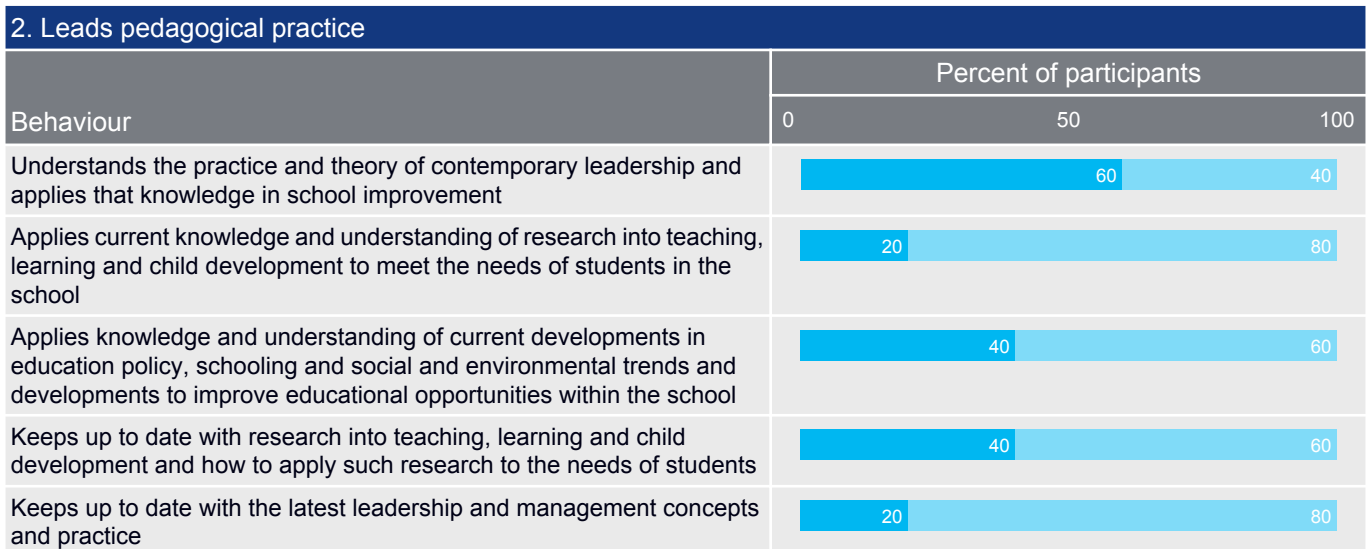 2. Leads pedagogical practice
Percent of participants
Behaviour
0 50 100
Understands the practice and theory of contemporary leadership and
applies that knowledge in school improvement
60 40
Applies current knowledge and understanding of research into teaching,
learning and child development to meet the needs of students in the
school
20 80
Applies knowledge and understanding of current developments in
education policy, schooling and social and environmental trends and
developments to improve educational opportunities within the school
40 60
Keeps up to date with research into teaching, learning and child
development and how to apply such research to the needs of students
40 60
Keeps up to date with the latest leadership and management concepts
and practice
20 80